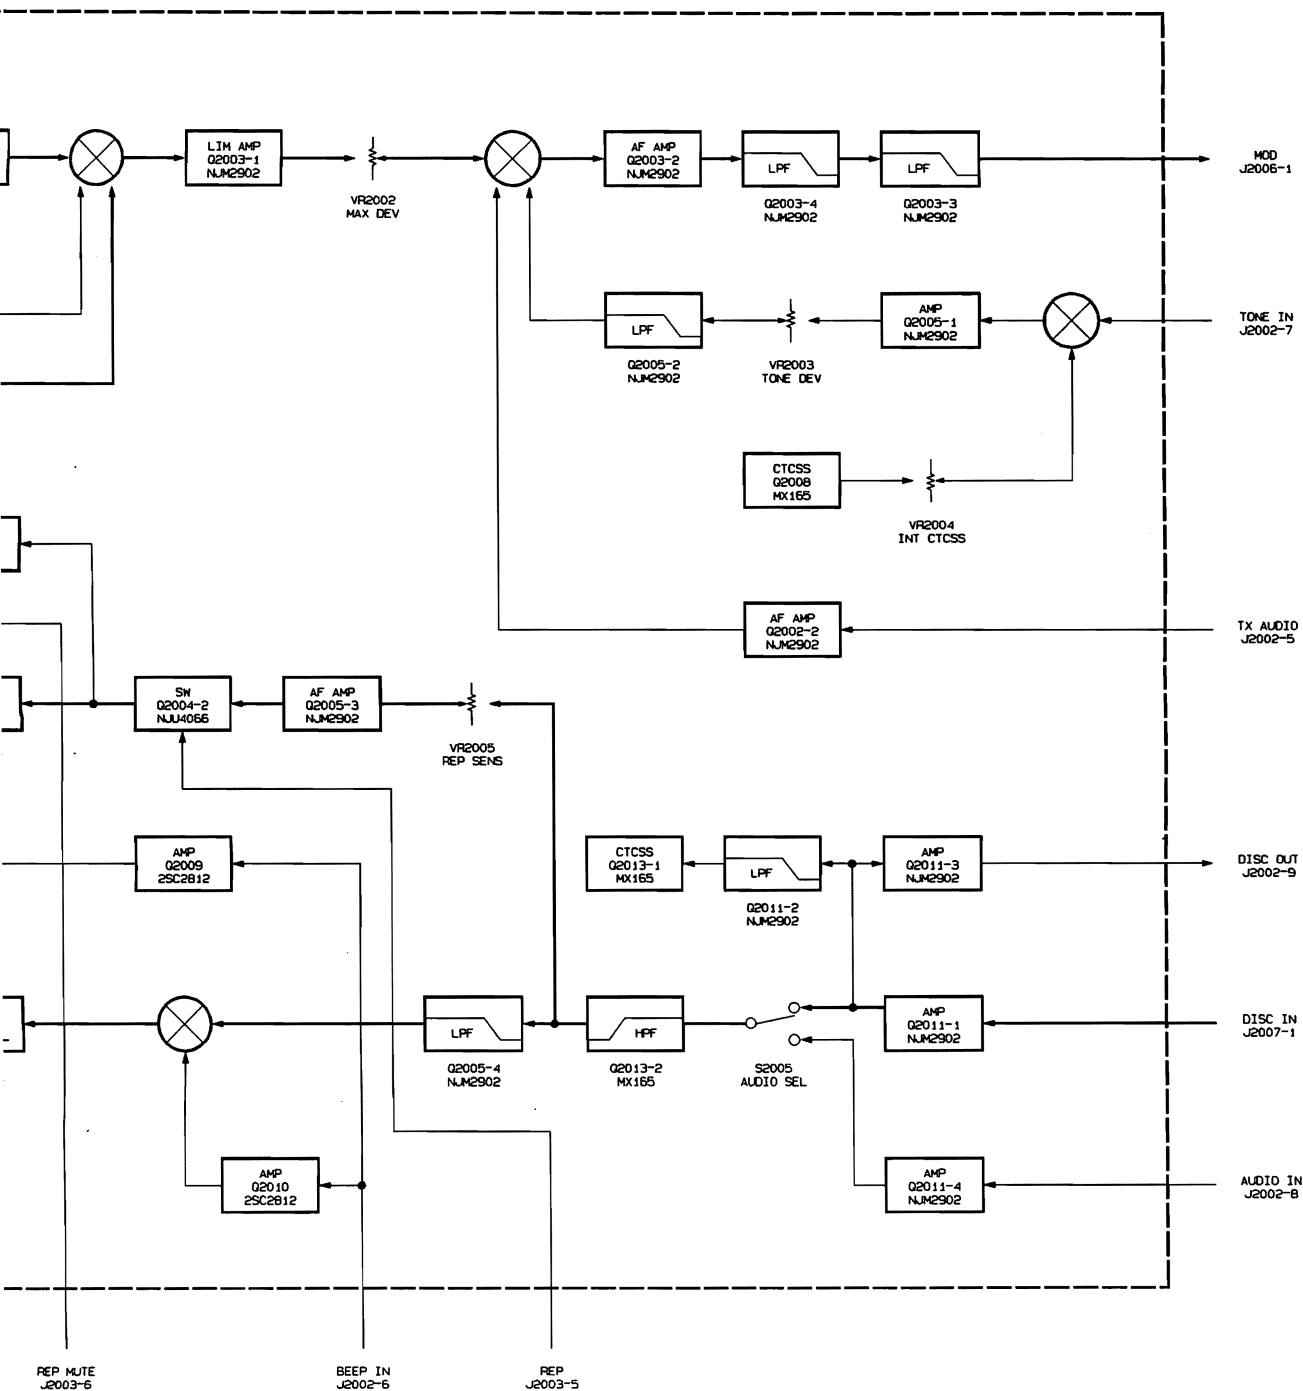 LIM AMP
Q2003-1
NJM2902
VR2002
MAX DEV
AF AMP
Q2003-2
NJM2902
LPF
Q2003-4
NJM2902
LPF
Q2003-3
NJM2902
MOD
J2006-1
LPF
Q2005-2
NJM2902
VR2003
TONE DEV
AMP
Q2005-1
NJM2902
TONE IN
J2002-7
CTCSS
Q2008
MX165
VR2004
INT CTCSS
AF AMP
Q2002-2
NJM2902
TX AUDIO
J2002-5
SW
Q2004-2
NJU4066
AF AMP
Q2005-3
NJM2902
VR2005
REP SENS
AMP
Q2009
2SC2812
CTCSS
Q2013-1
MX165
LPF
Q2011-2
NJM2902
AMP
Q2011-3
NJM2902
DISC OUT
J2002-9
LPF
Q2005-4
NJM2902
HPF
Q2013-2
MX165
S2005
AUDIO SEL
AMP
Q2011-1
NJM2902
DISC IN
J2007-1
AMP
Q2010
2SC2812
AMP
Q2011-4
NJM2902
AUDIO IN
J2002-8
REP MUTE
J2003-6
BEEP IN
J2002-6
REP
J2003-5